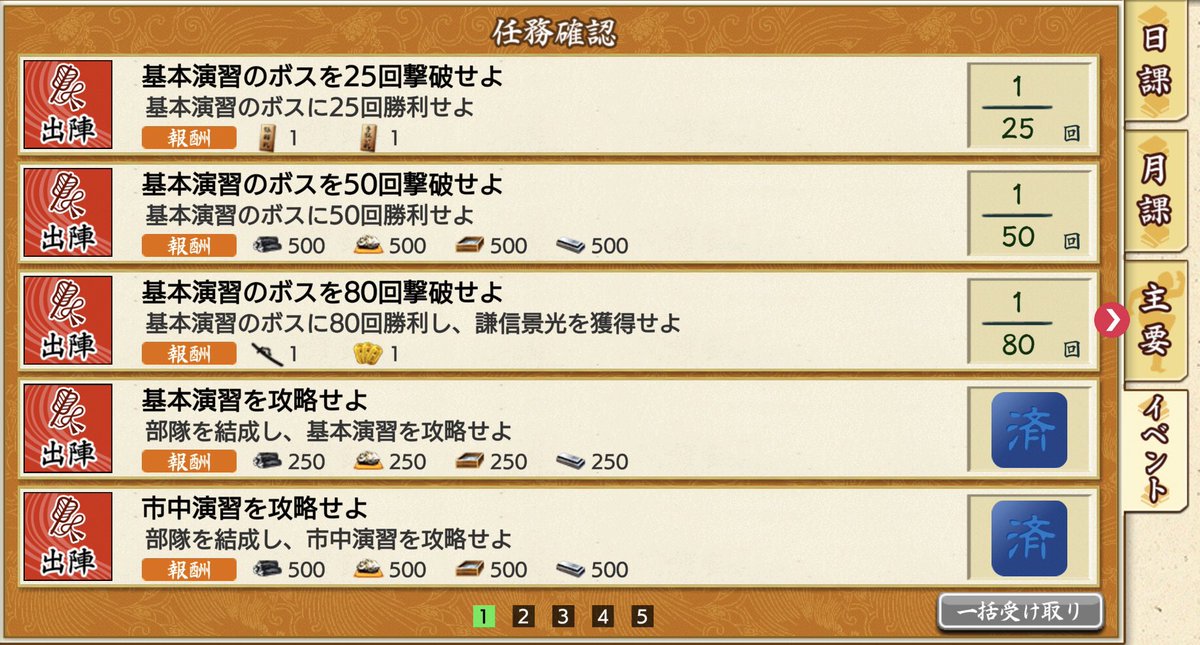 任務確認
出陣
基本演習のボスを25回撃破せよ
基本演習のボスに25回勝利せよ
報酬 1 1
1
25 回
出陣
基本演習のボスを50回撃破せよ
基本演習のボスに50回勝利せよ
報酬 500 500 500 500
1
50 回
出陣
基本演習のボスを80回撃破せよ
基本演習のボスに80回勝利し、謙信景光を獲得せよ
報酬 1 1
1
80 回
出陣
基本演習を攻略せよ
部隊を結成し、基本演習を攻略せよ
報酬 250 250 250 250
済
出陣
市中演習を攻略せよ
部隊を結成し、市中演習を攻略せよ
報酬 500 500 500 500
済
1 2 3 4 5
一括受け取り
日課
月課
主要
イベント